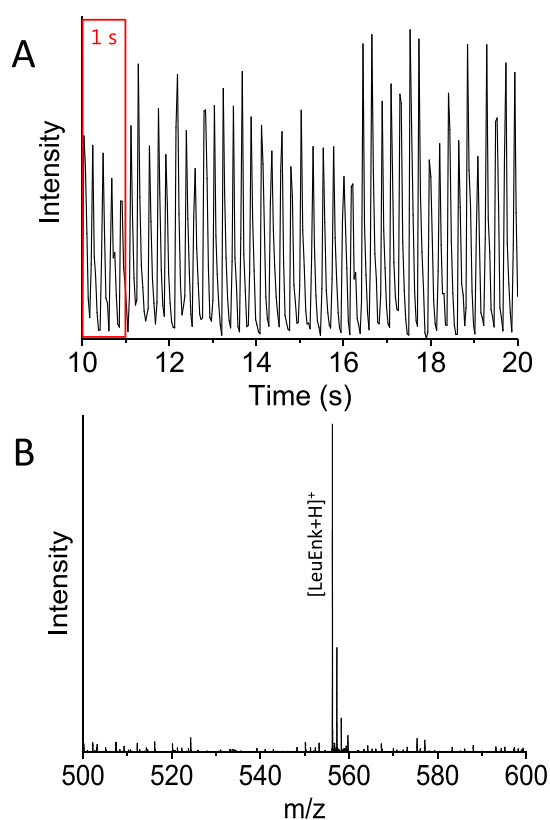 A
1 s
Intensity
10 12 14 16 18 20
Time (s)
B
[LeuEnk+H]⁺
Intensity
500 520 540 560 580 600
m/z